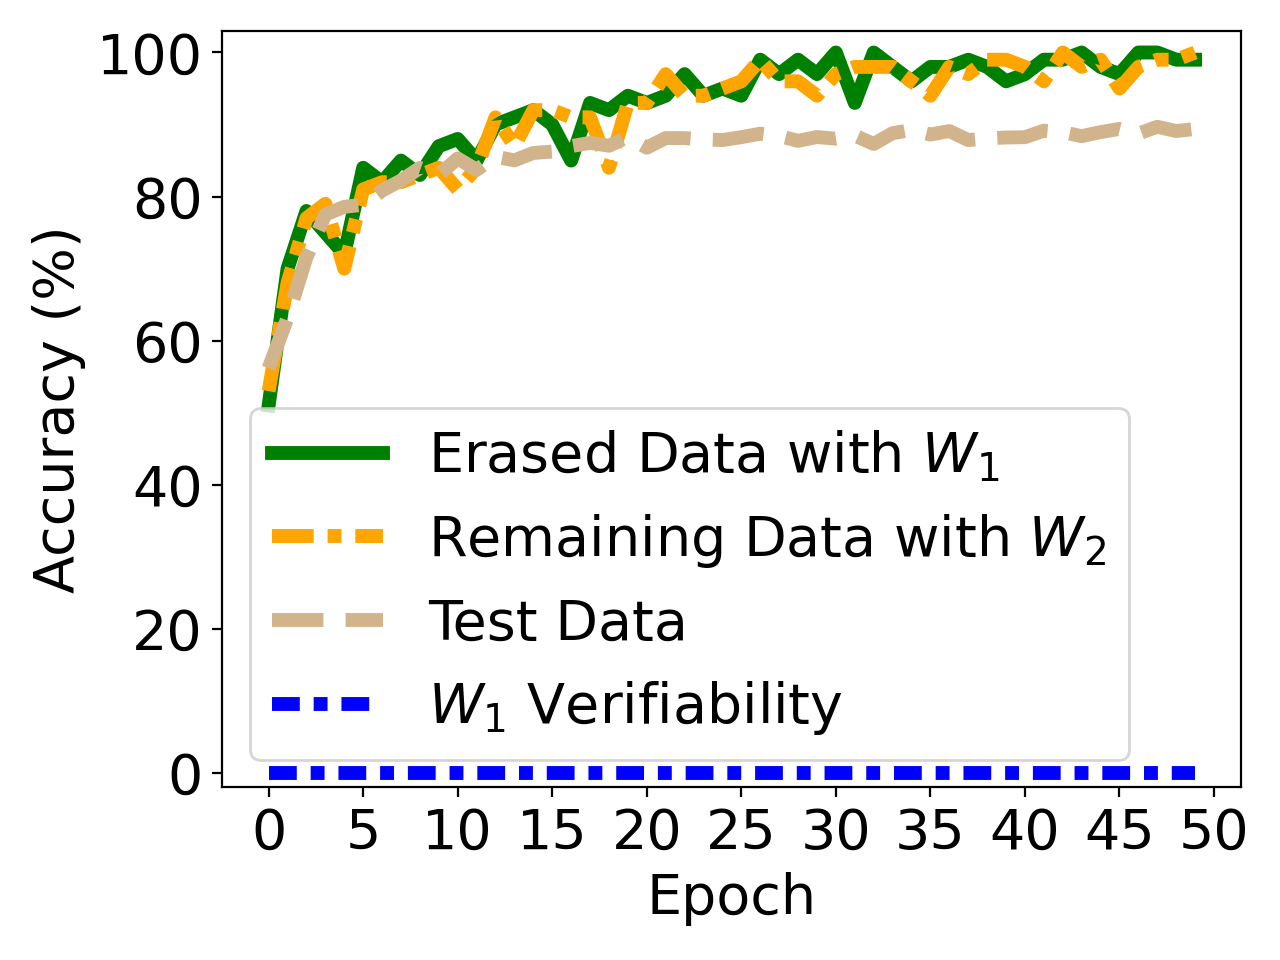 100
80
60
40
20
0
Accuracy (%)
Erased Data with W₁
Remaining Data with W₂
Test Data
W₁ Verifiability
0 5 10 15 20 25 30 35 40 45 50
Epoch